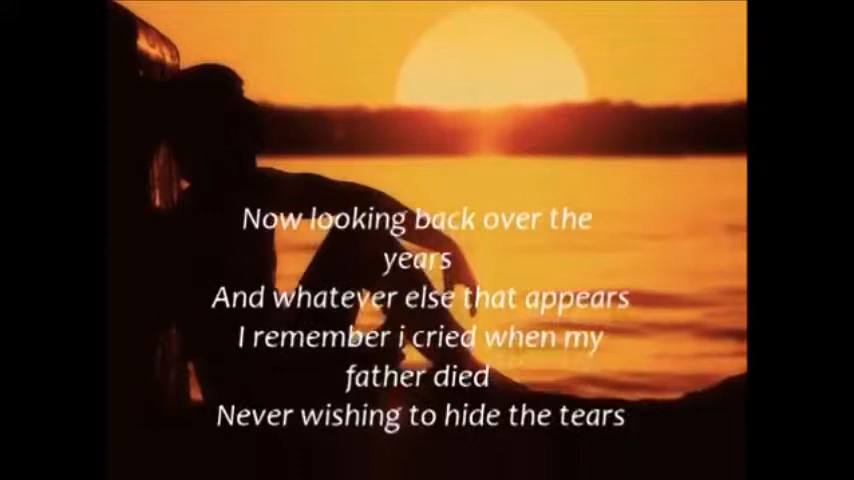 Now looking back over the
years
And whatever else that appears
I remember i cried when my
father died
Never wishing to hide the tears